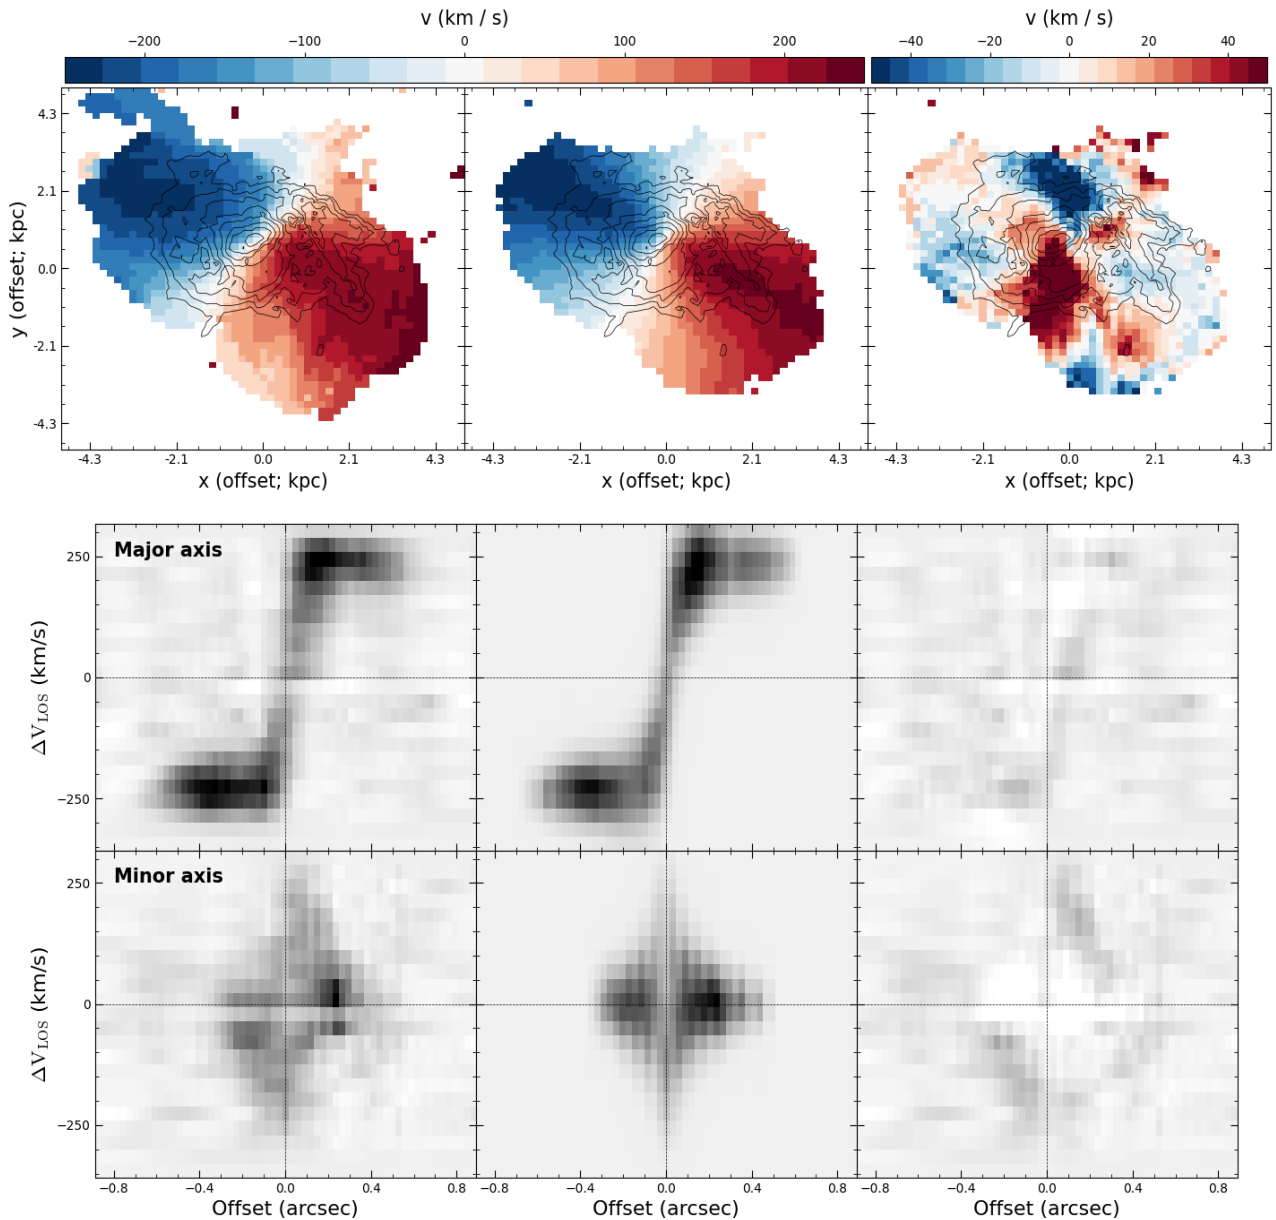 v (km / s) v (km / s)
−200 −100 0 100 200 −40 −20 0 20 40
4.3
2.1
0.0
-2.1
-4.3
y (offset; kpc)
-4.3 -2.1 0.0 2.1 4.3 -4.3 -2.1 0.0 2.1 4.3 -4.3 -2.1 0.0 2.1 4.3
x (offset; kpc) x (offset; kpc) x (offset; kpc)
Major axis
250
0
−250
ΔV_LOS (km/s)
Minor axis
250
0
−250
ΔV_LOS (km/s)
−0.8 −0.4 0.0 0.4 0.8 −0.8 −0.4 0.0 0.4 0.8 −0.8 −0.4 0.0 0.4 0.8
Offset (arcsec) Offset (arcsec) Offset (arcsec)